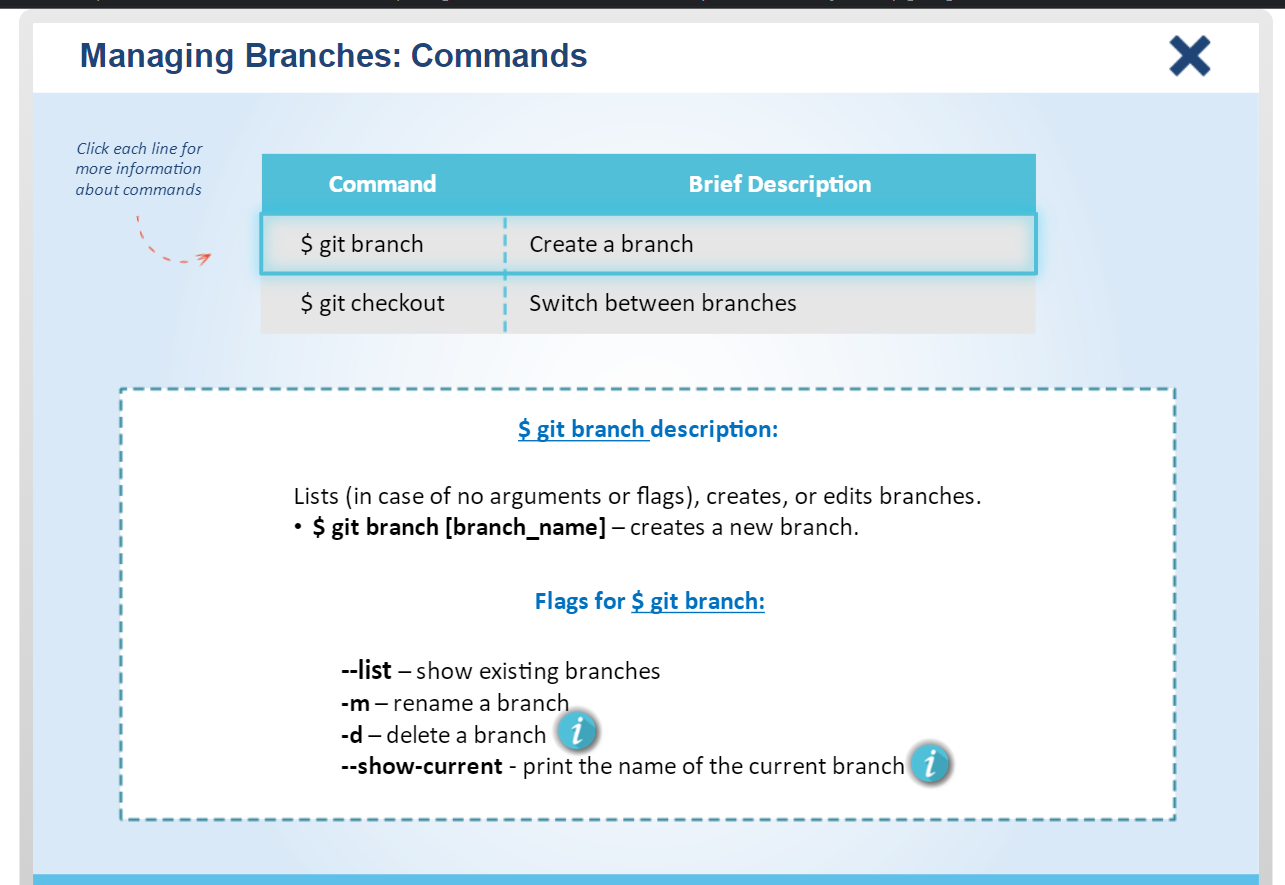 Managing Branches: Commands
Click each line for
more information
about commands
Command Brief Description
$ git branch Create a branch
$ git checkout Switch between branches
$ git branch description:
Lists (in case of no arguments or flags), creates, or edits branches.
• $ git branch [branch_name] – creates a new branch.
Flags for $ git branch:
--list – show existing branches
-m – rename a branch
-d – delete a branch i
--show-current - print the name of the current branch i